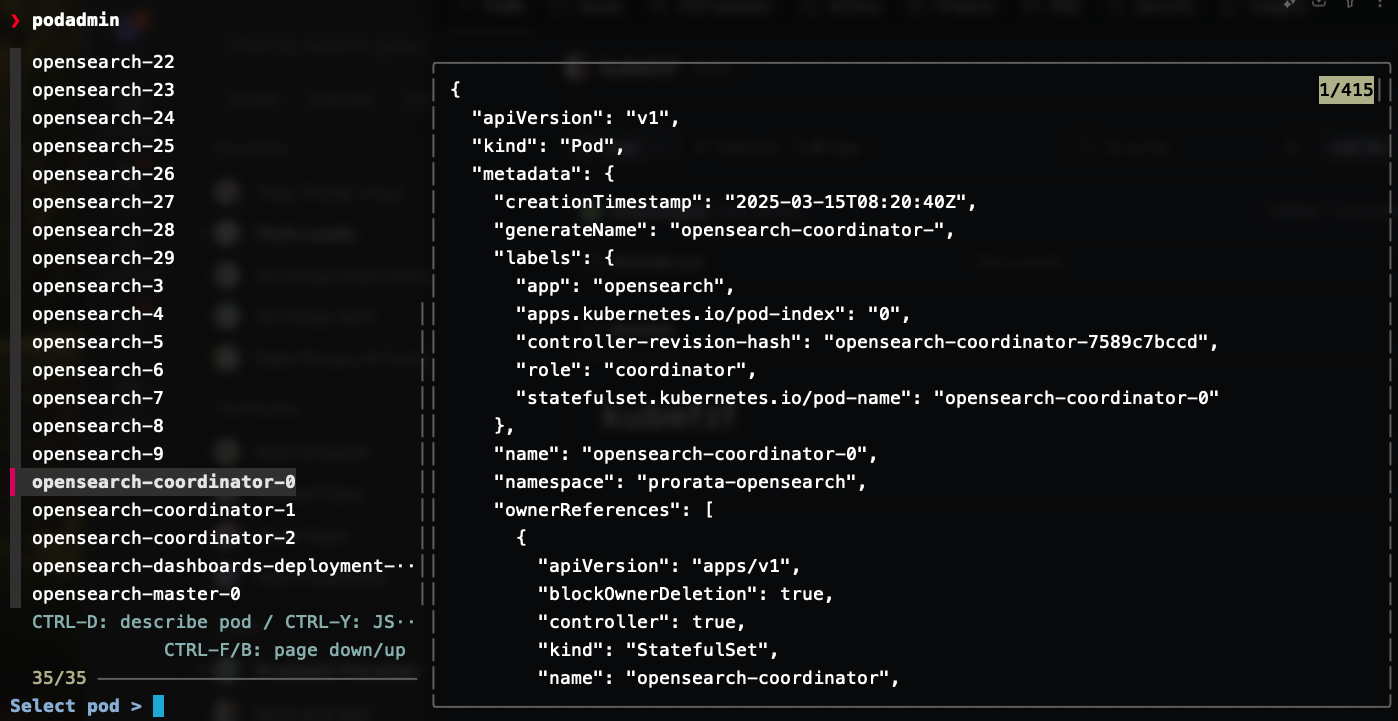 ❯ podadmin
opensearch-22
opensearch-23
opensearch-24
opensearch-25
opensearch-26
opensearch-27
opensearch-28
opensearch-29
opensearch-3
opensearch-4
opensearch-5
opensearch-6
opensearch-7
opensearch-8
opensearch-9
opensearch-coordinator-0
opensearch-coordinator-1
opensearch-coordinator-2
opensearch-dashboards-deployment-··
opensearch-master-0
CTRL-D: describe pod / CTRL-Y: JS··
CTRL-F/B: page down/up
35/35
Select pod >
1/415
{
  "apiVersion": "v1",
  "kind": "Pod",
  "metadata": {
    "creationTimestamp": "2025-03-15T08:20:40Z",
    "generateName": "opensearch-coordinator-",
    "labels": {
      "app": "opensearch",
      "apps.kubernetes.io/pod-index": "0",
      "controller-revision-hash": "opensearch-coordinator-7589c7bccd",
      "role": "coordinator",
      "statefulset.kubernetes.io/pod-name": "opensearch-coordinator-0"
    },
    "name": "opensearch-coordinator-0",
    "namespace": "prorata-opensearch",
    "ownerReferences": [
      {
        "apiVersion": "apps/v1",
        "blockOwnerDeletion": true,
        "controller": true,
        "kind": "StatefulSet",
        "name": "opensearch-coordinator",